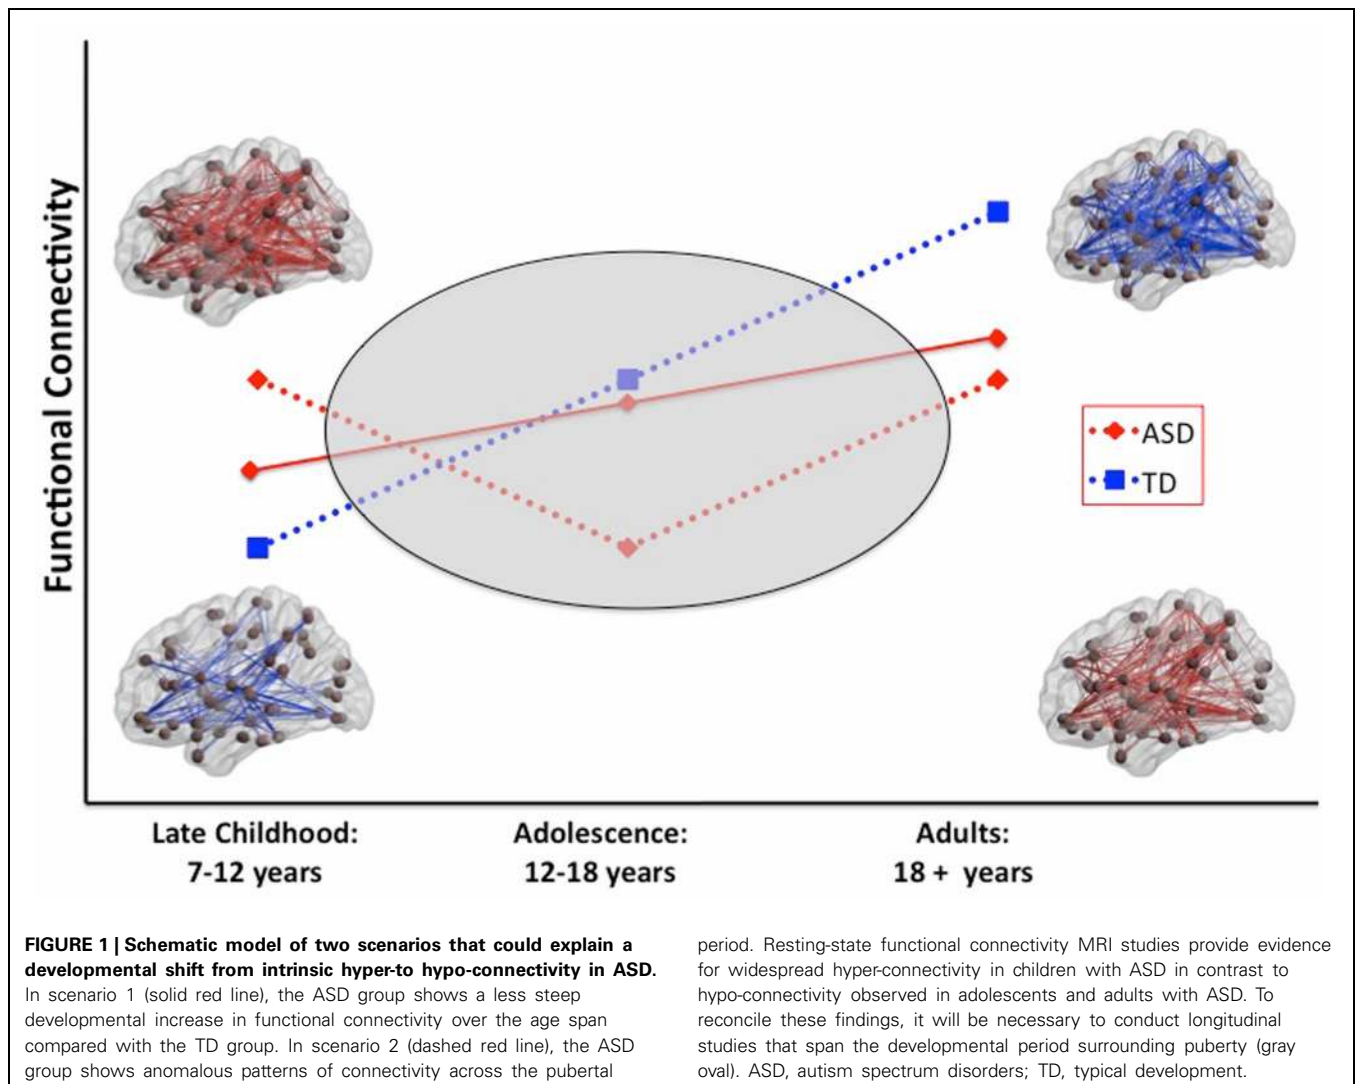 Functional Connectivity
ASD
TD
Late Childhood:
7-12 years
Adolescence:
12-18 years
Adults:
18 + years
FIGURE 1 | Schematic model of two scenarios that could explain a
developmental shift from intrinsic hyper-to hypo-connectivity in ASD.
In scenario 1 (solid red line), the ASD group shows a less steep
developmental increase in functional connectivity over the age span
compared with the TD group. In scenario 2 (dashed red line), the ASD
group shows anomalous patterns of connectivity across the pubertal
period. Resting-state functional connectivity MRI studies provide evidence
for widespread hyper-connectivity in children with ASD in contrast to
hypo-connectivity observed in adolescents and adults with ASD. To
reconcile these findings, it will be necessary to conduct longitudinal
studies that span the developmental period surrounding puberty (gray
oval). ASD, autism spectrum disorders; TD, typical development.